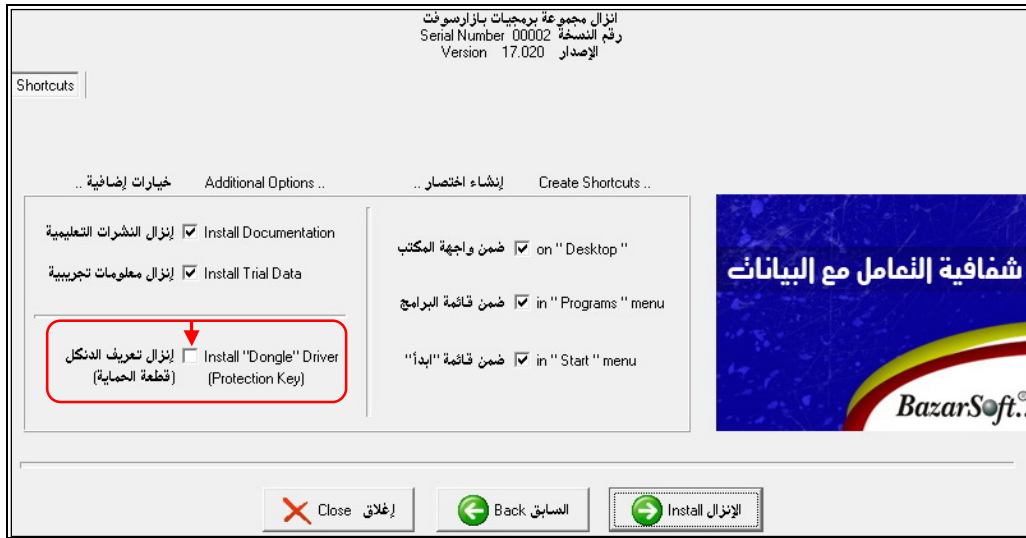 انزال مجموعة برمجيات بازارسوفت
Serial Number 00002 رقم النسخة
Version 17.020 الإصدار
Shortcuts
خيارات إضافية .. Additional Options ..
إنزال النشرات التعليمية Install Documentation
إنزال معلومات تجريبية Install Trial Data
إنزال تعريف الدنكل Install "Dongle" Driver
(قطعة الحماية) (Protection Key)
إنشاء اختصار .. Create Shortcuts ..
ضمن واجهة المكتب on " Desktop "
ضمن قائمة البرامج in " Programs " menu
ضمن قائمة "ابدأ" in " Start " menu
شفافية التعامل مع البيانات
BazarSoft.
إغلاق Close
السابق Back
الإنزال Install